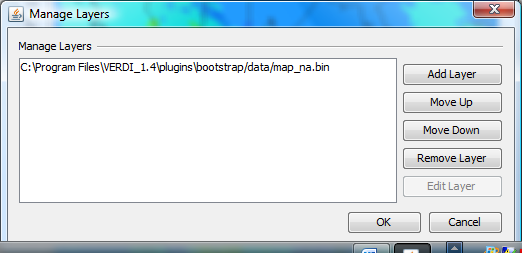 Manage Layers
Manage Layers
C:\Program Files\VERDI_1.4\plugins\bootstrap/data/map_na.bin
Add Layer
Move Up
Move Down
Remove Layer
Edit Layer
OK
Cancel